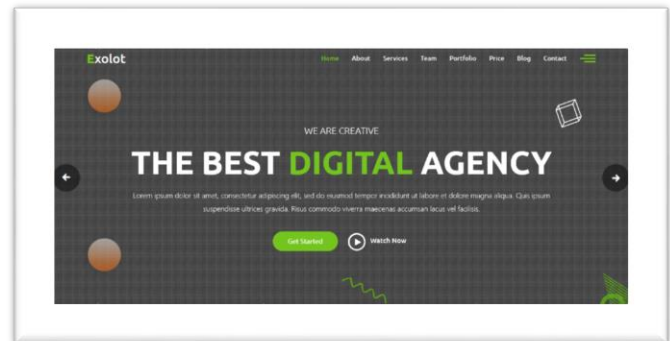 Exolot
Home About Services Team Portfolio Price Blog Contact
WE ARE CREATIVE
THE BEST DIGITAL AGENCY
Lorem ipsum dolor sit amet, consectetur adipiscing elit, sed do eiusmod tempor incididunt ut labore et dolore magna aliqua. Quis ipsum
suspendisse ultrices gravida. Risus commodo viverra maecenas accumsan lacus vel facilisis.
Get Started Watch Now